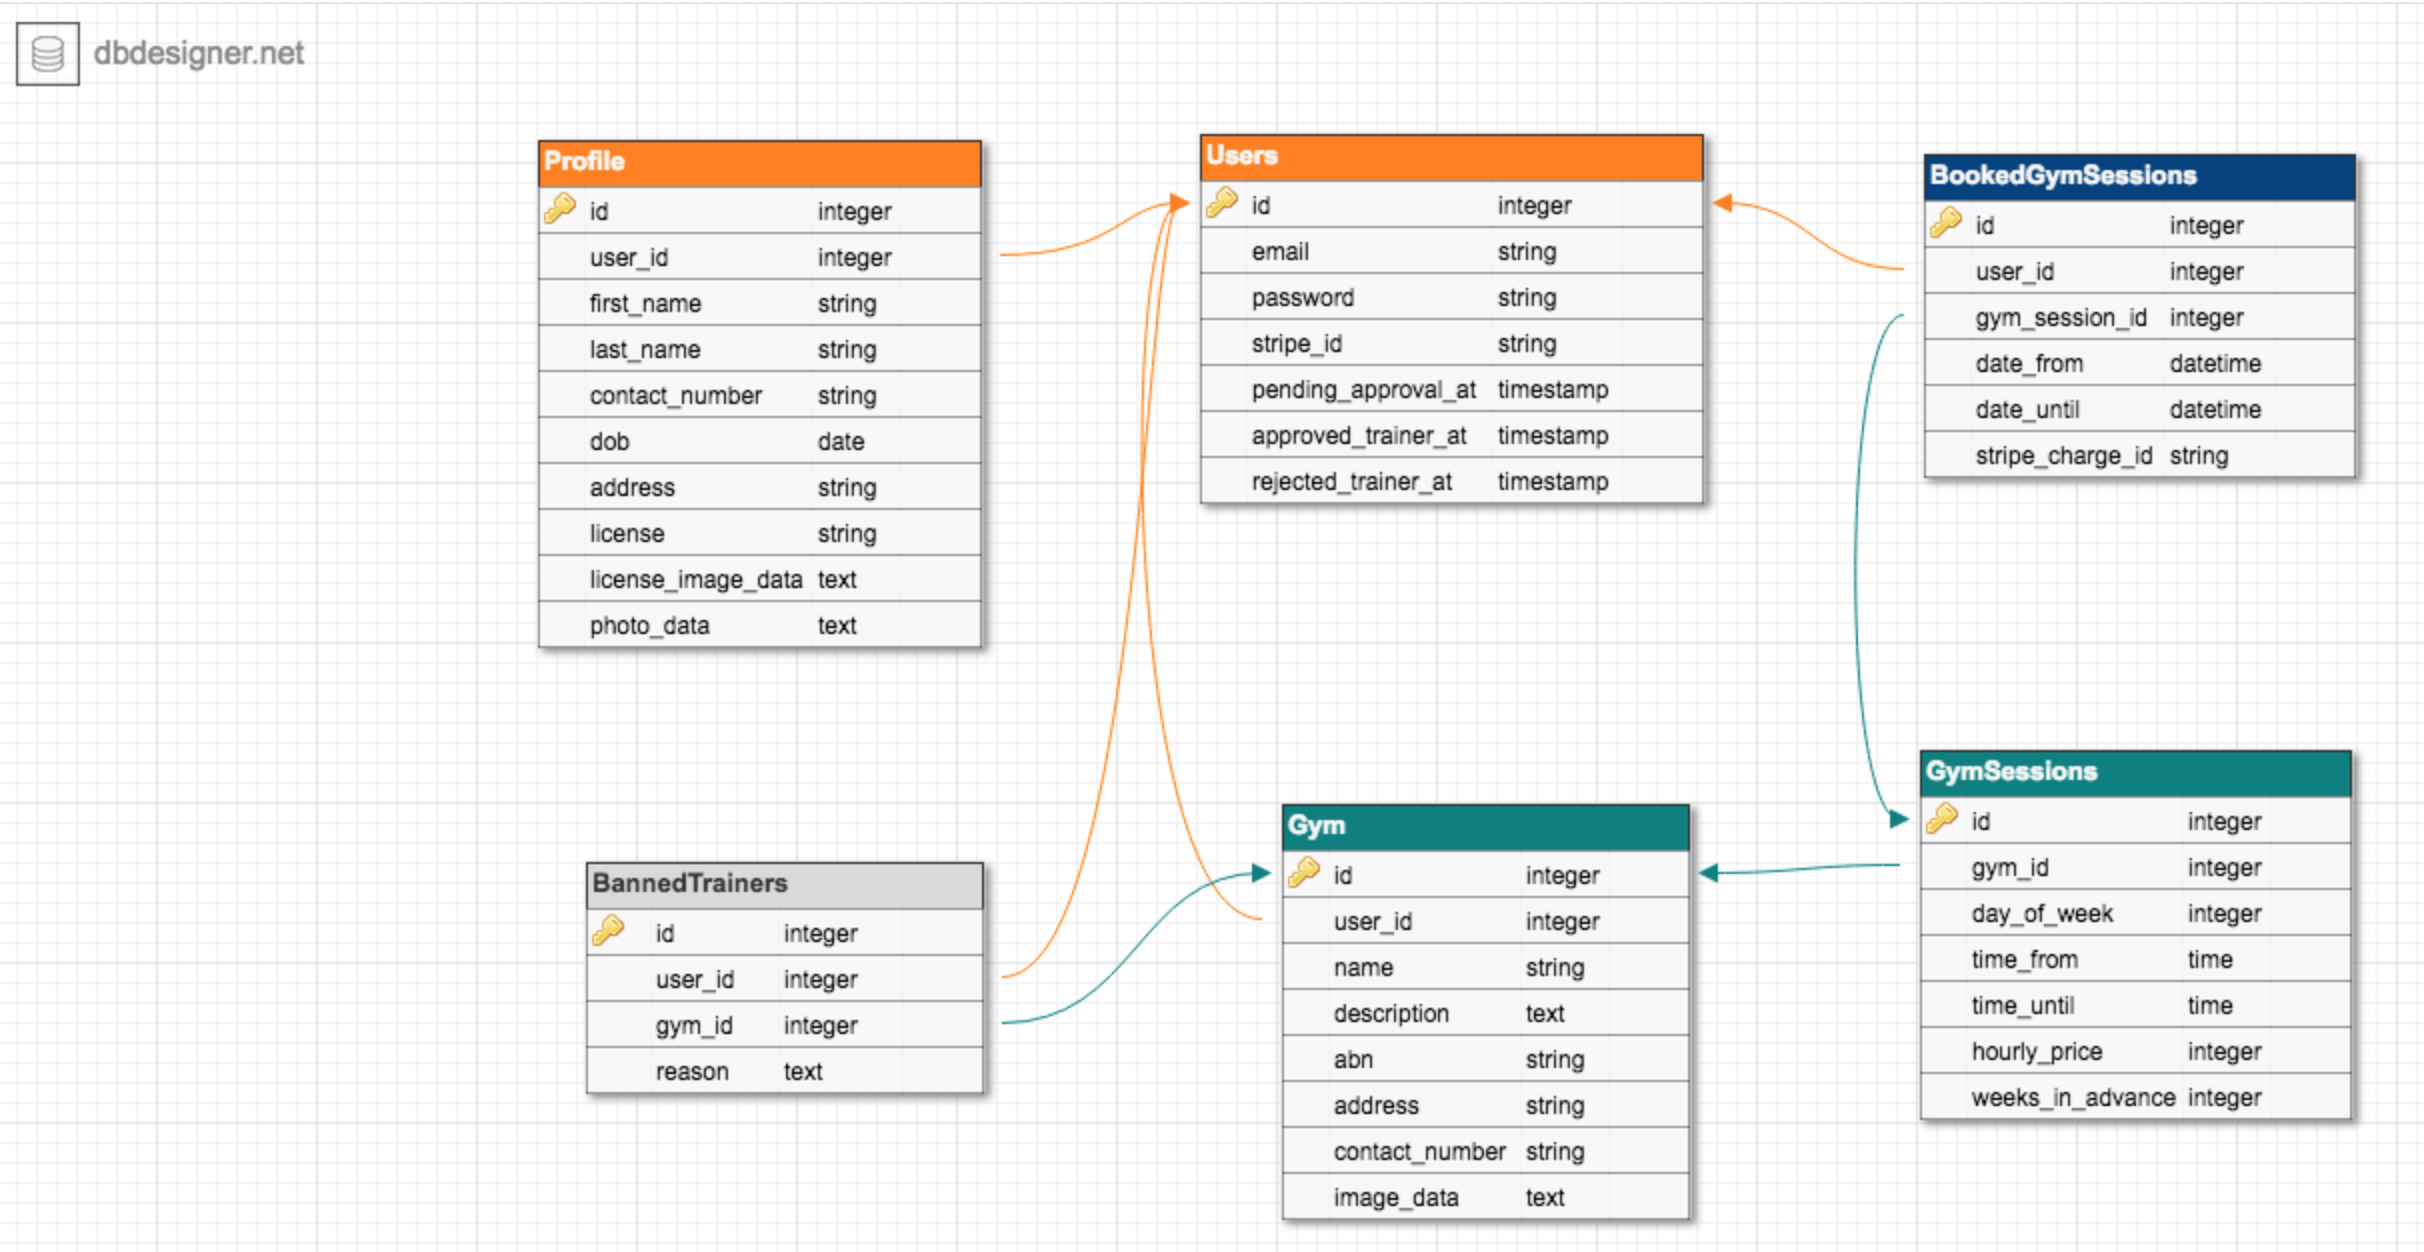 dbdesigner.net
Profile
id integer
user_id integer
first_name string
last_name string
contact_number string
dob date
address string
license string
license_image_data text
photo_data text
Users
id integer
email string
password string
stripe_id string
pending_approval_at timestamp
approved_trainer_at timestamp
rejected_trainer_at timestamp
BookedGymSessions
id integer
user_id integer
gym_session_id integer
date_from datetime
date_until datetime
stripe_charge_id string
BannedTrainers
id integer
user_id integer
gym_id integer
reason text
Gym
id integer
user_id integer
name string
description text
abn string
address string
contact_number string
image_data text
GymSessions
id integer
gym_id integer
day_of_week integer
time_from time
time_until time
hourly_price integer
weeks_in_advance integer